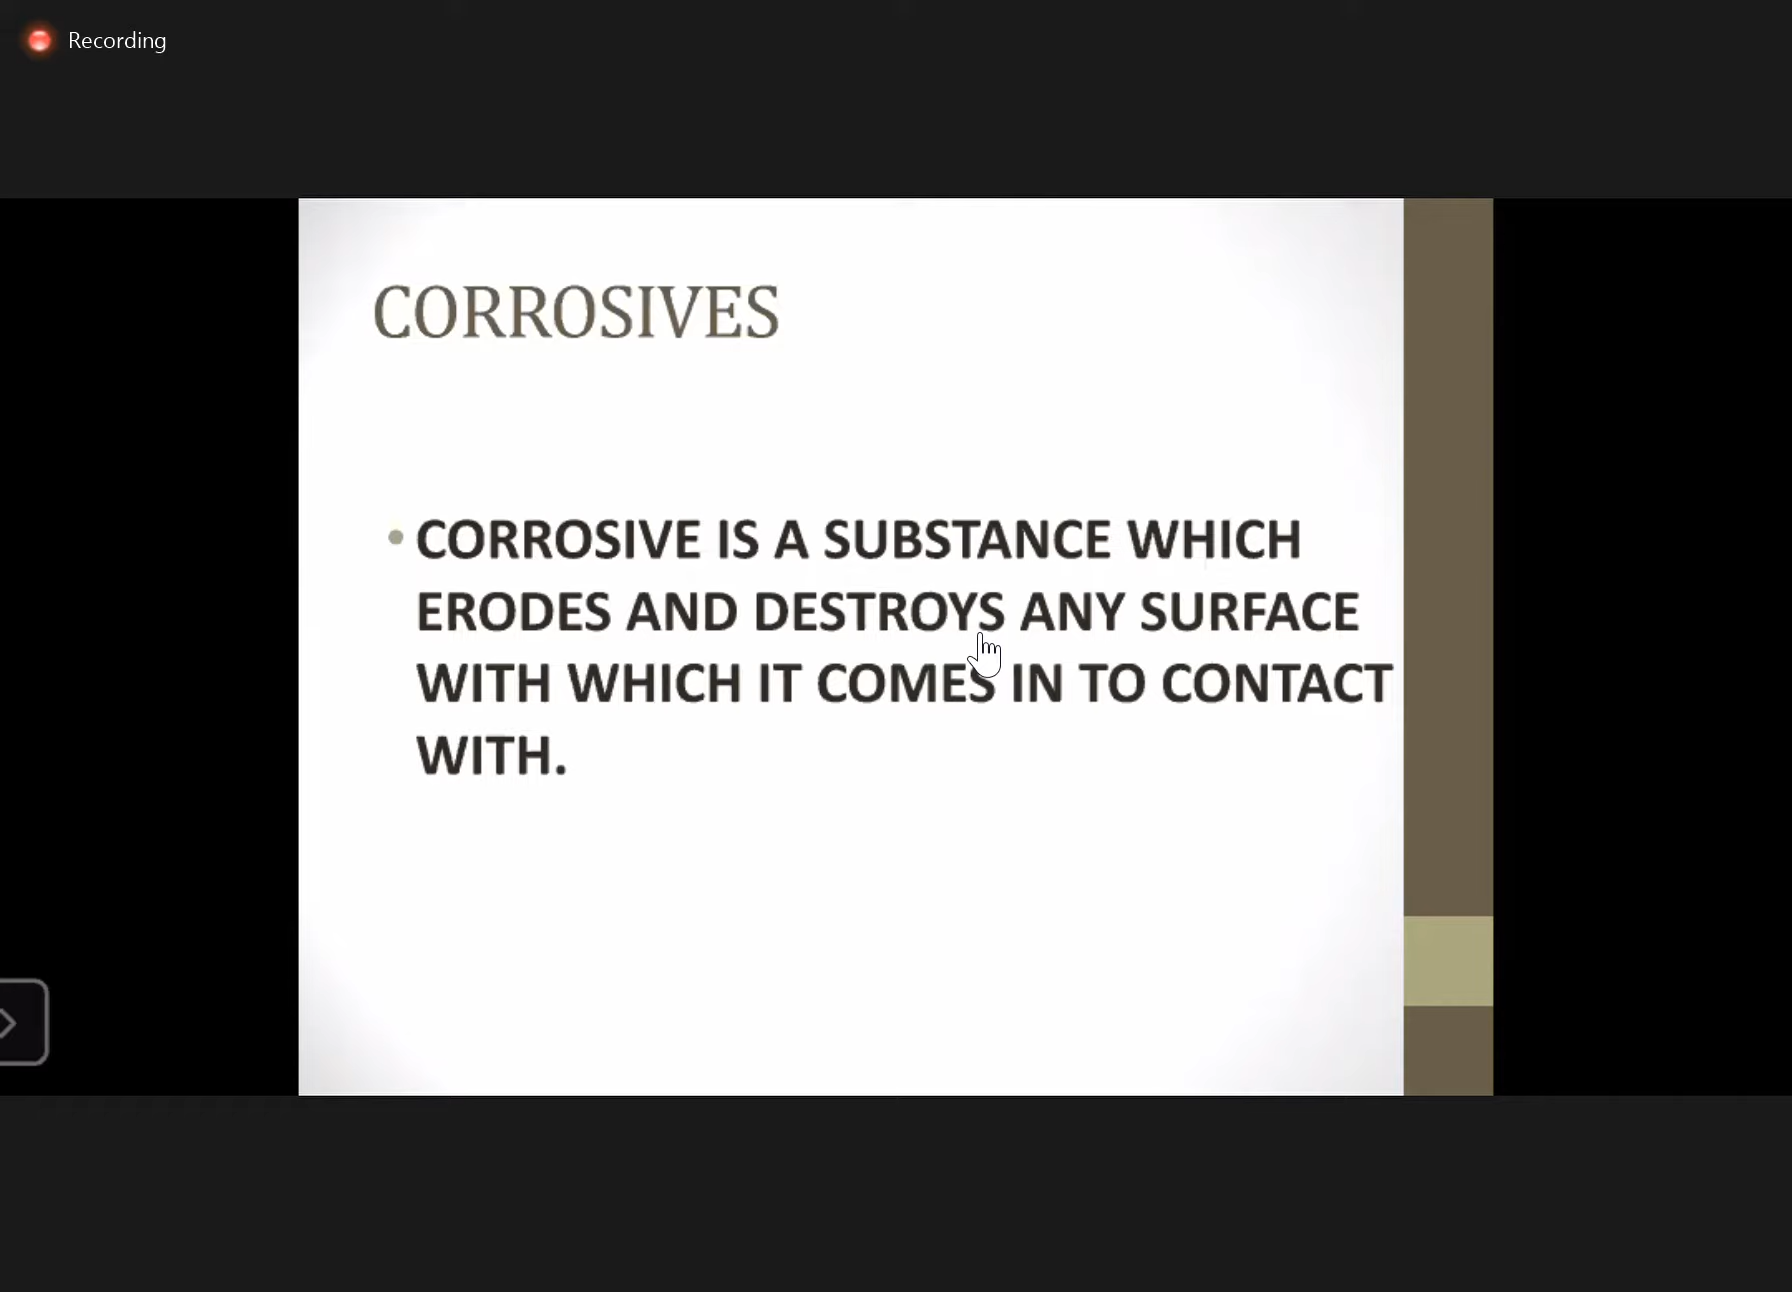 Recording
CORROSIVES
• CORROSIVE IS A SUBSTANCE WHICH
ERODES AND DESTROYS ANY SURFACE
WITH WHICH IT COMES IN TO CONTACT
WITH.